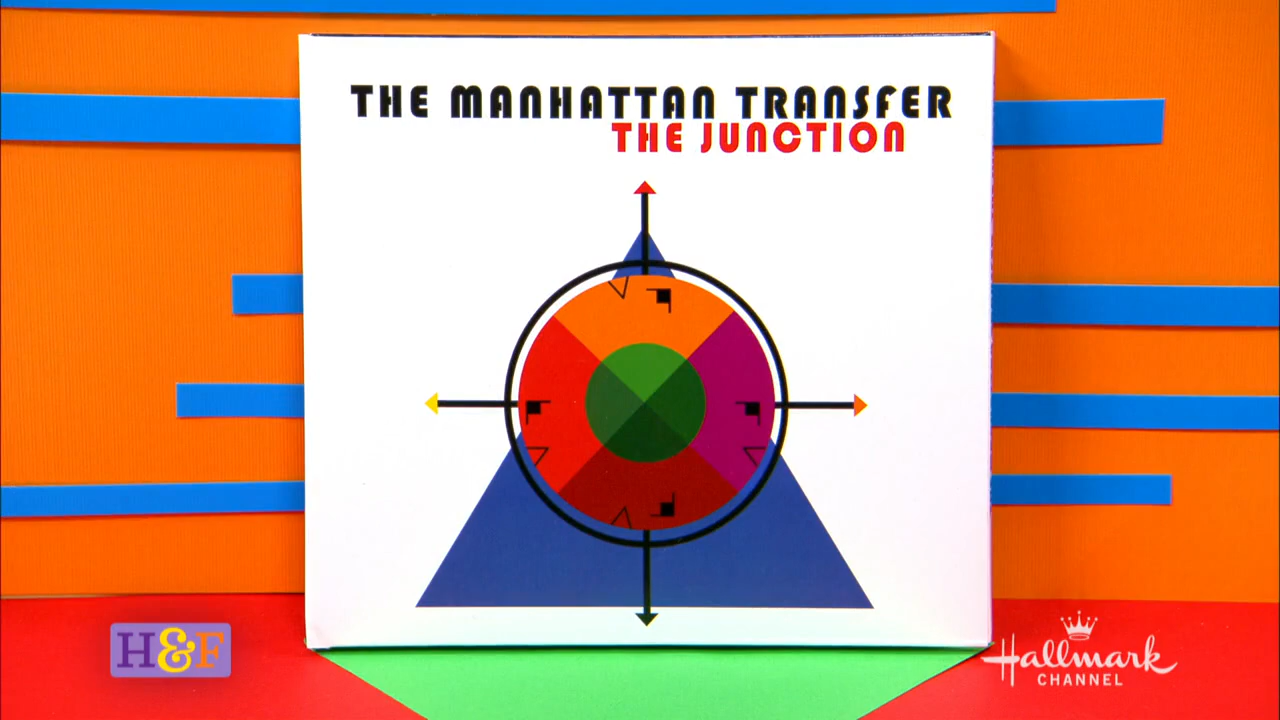 THE MANHATTAN TRANSFER
THE JUNCTION
H&F
Hallmark
CHANNEL